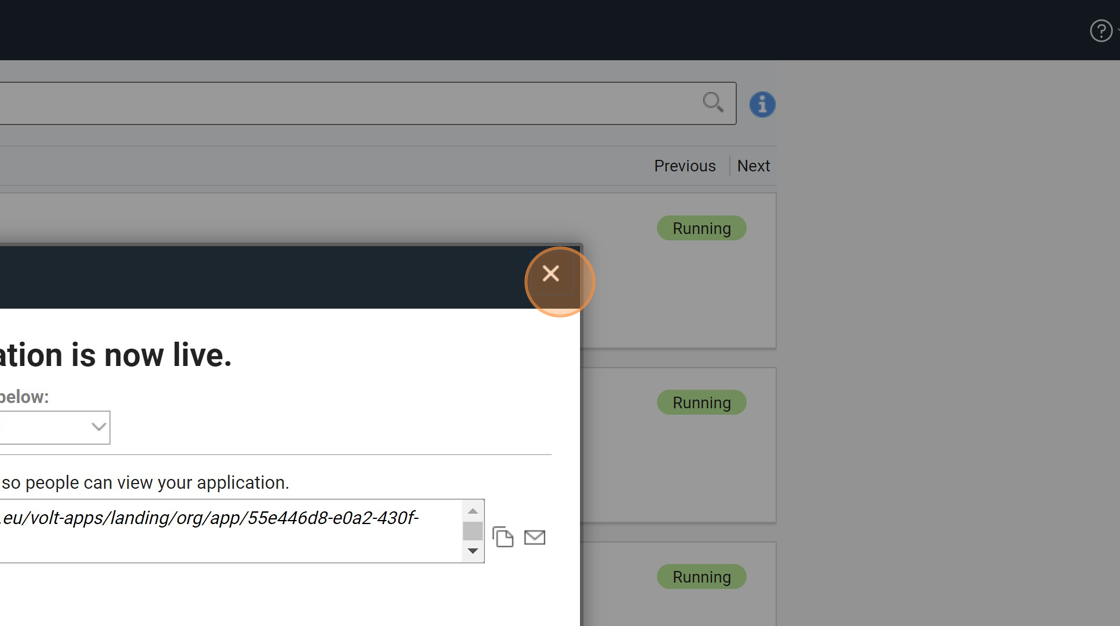 Previous Next
Running
ation is now live.
below:
Running
so people can view your application.
.eu/volt-apps/landing/org/app/55e446d8-e0a2-430f-
Running